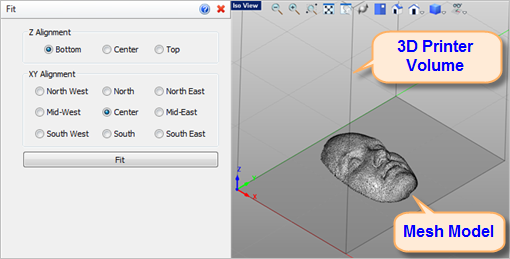 Fit
Iso View
Z Alignment
Bottom Center Top
XY Alignment
North West North North East
Mid-West Center Mid-East
South West South South East
Fit
3D Printer
Volume
Mesh Model
Z
X